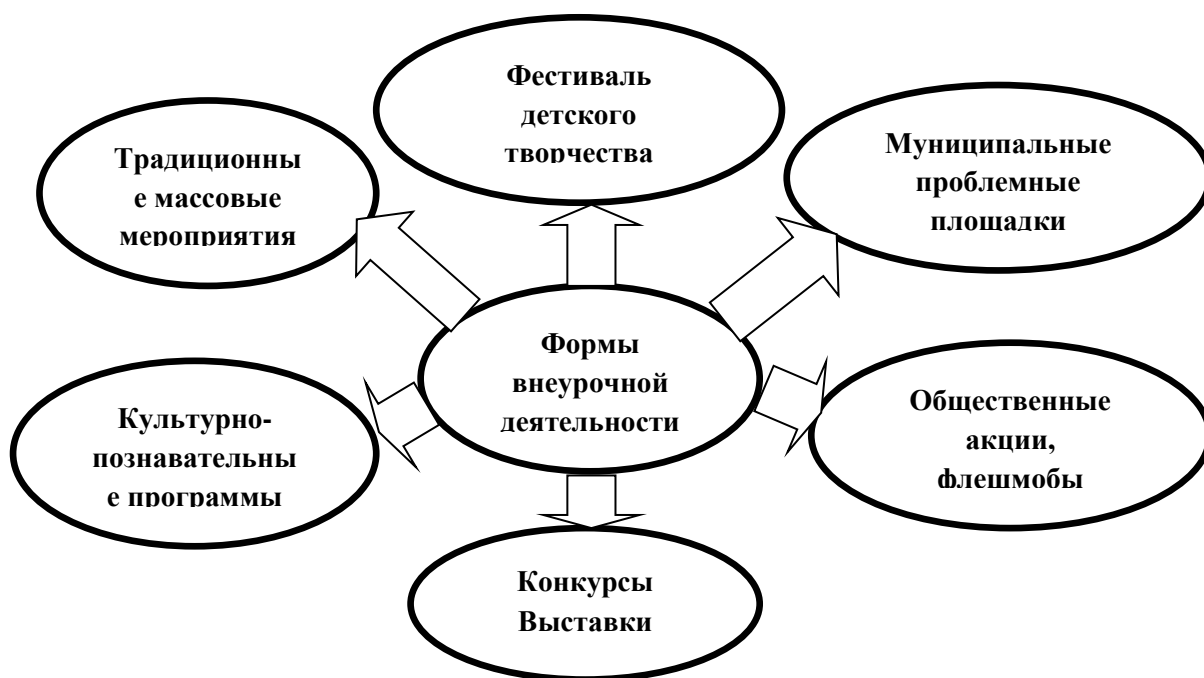 Фестиваль
детского
творчества
Традиционны
е массовые
мероприятия
Муниципальные
проблемные
площадки
Формы
внеурочной
деятельности
Культурно-
познавательны
е программы
Общественные
акции,
флешмобы
Конкурсы
Выставки